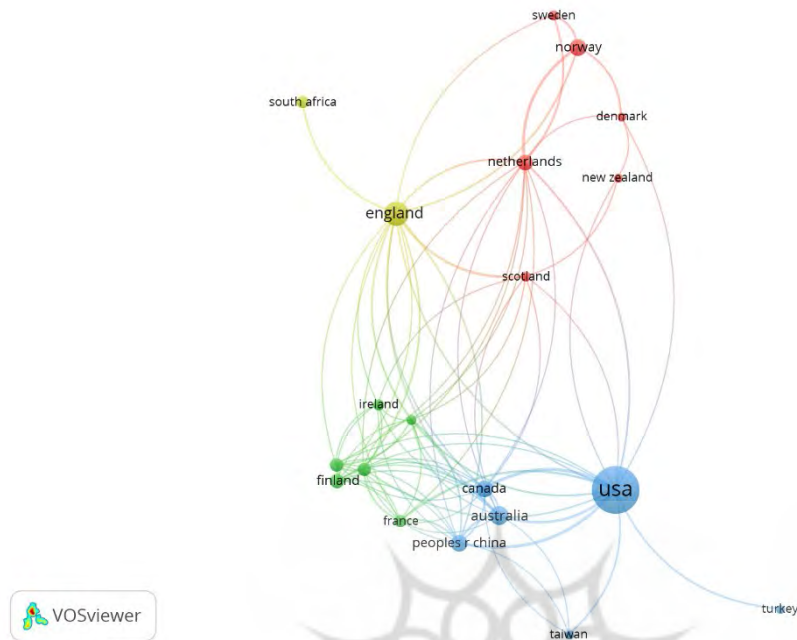 sweden
norway
south africa
denmark
netherlands
new zealand
england
scotland
ireland
finland
canada
usa
australia
france
peoples r china
turkey
taiwan
VOSviewer